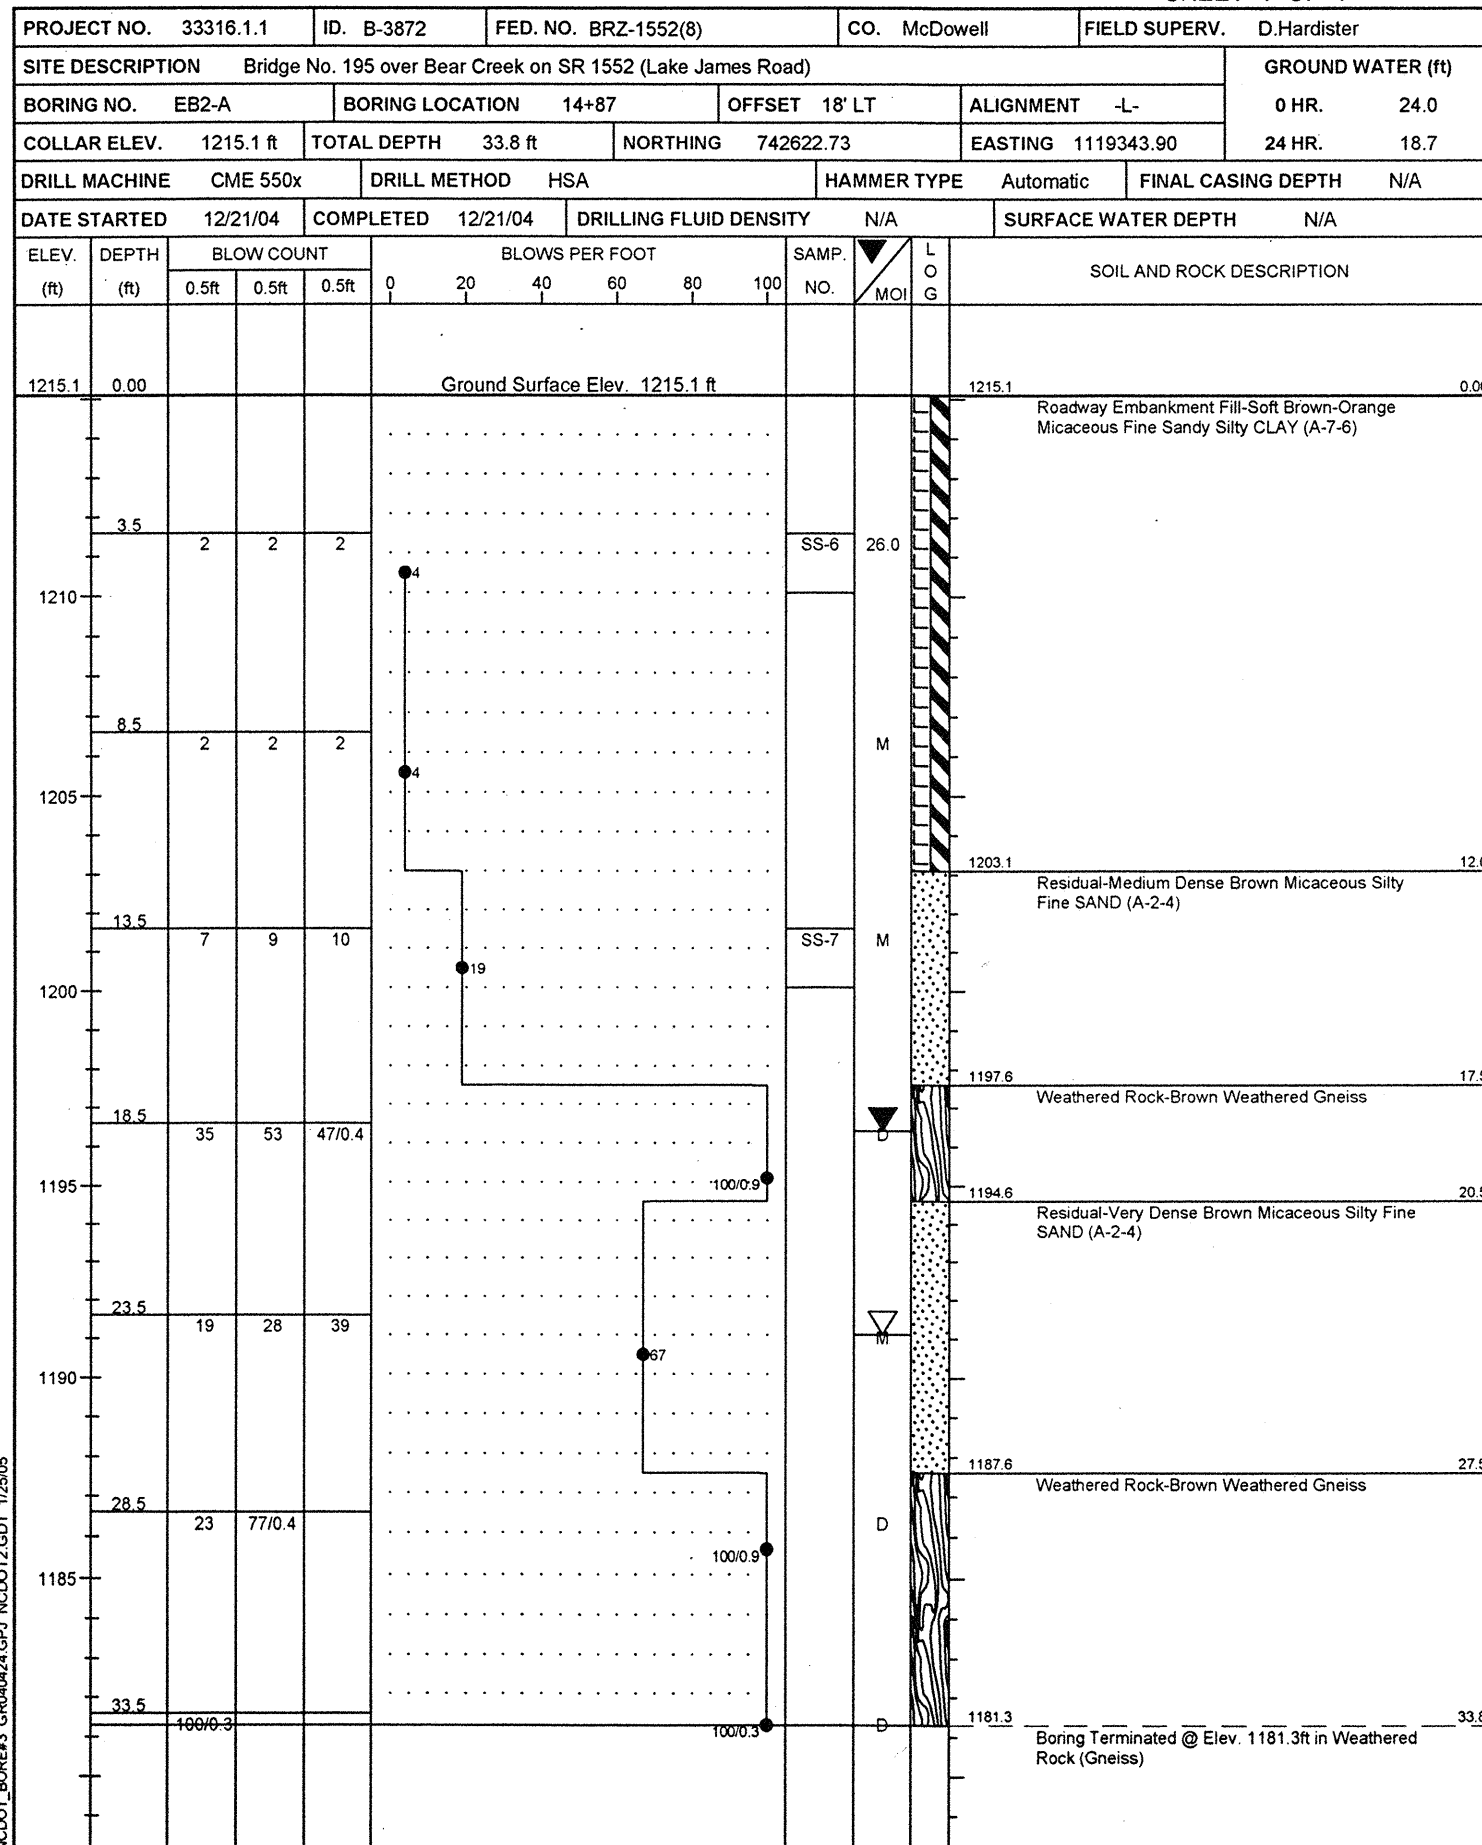 PROJECT NO. 33316.1.1 ID. B-3872 FED. NO. BRZ-1552(8) CO. McDowell FIELD SUPERV. D.Hardister
SITE DESCRIPTION Bridge No. 195 over Bear Creek on SR 1552 (Lake James Road) GROUND WATER (ft)
BORING NO. EB2-A BORING LOCATION 14+87 OFFSET 18' LT ALIGNMENT -L- 0 HR. 24.0
COLLAR ELEV. 1215.1 ft TOTAL DEPTH 33.8 ft NORTHING 742622.73 EASTING 1119343.90 24 HR. 18.7
DRILL MACHINE CME 550x DRILL METHOD HSA HAMMER TYPE Automatic FINAL CASING DEPTH N/A
DATE STARTED 12/21/04 COMPLETED 12/21/04 DRILLING FLUID DENSITY N/A SURFACE WATER DEPTH N/A
ELEV. DEPTH BLOW COUNT BLOWS PER FOOT SAMP. L
O SOIL AND ROCK DESCRIPTION
(ft) (ft) 0.5ft 0.5ft 0.5ft 0 20 40 60 80 100 NO. MOI G
1215.1 0.00 Ground Surface Elev. 1215.1 ft 1215.1
Roadway Embankment Fill-Soft Brown-Orange
Micaceous Fine Sandy Silty CLAY (A-7-6)
3.5
2 2 2 SS-6 26.0
4
1210
8.5
2 2 2 M
4
1205
1203.1
Residual-Medium Dense Brown Micaceous Silty
Fine SAND (A-2-4)
13.5
7 9 10 SS-7 M
19
1200
1197.6
Weathered Rock-Brown Weathered Gneiss
18.5
35 53 47/0.4 D
100/0.9
1195
1194.6
Residual-Very Dense Brown Micaceous Silty Fine
SAND (A-2-4)
23.5
19 28 39 M
67
1190
1187.6
Weathered Rock-Brown Weathered Gneiss
28.5
23 77/0.4 D
100/0.9
1185
33.5
100/0.3 100/0.3 D 1181.3 33.8
Boring Terminated @ Elev. 1181.3ft in Weathered
Rock (Gneiss)